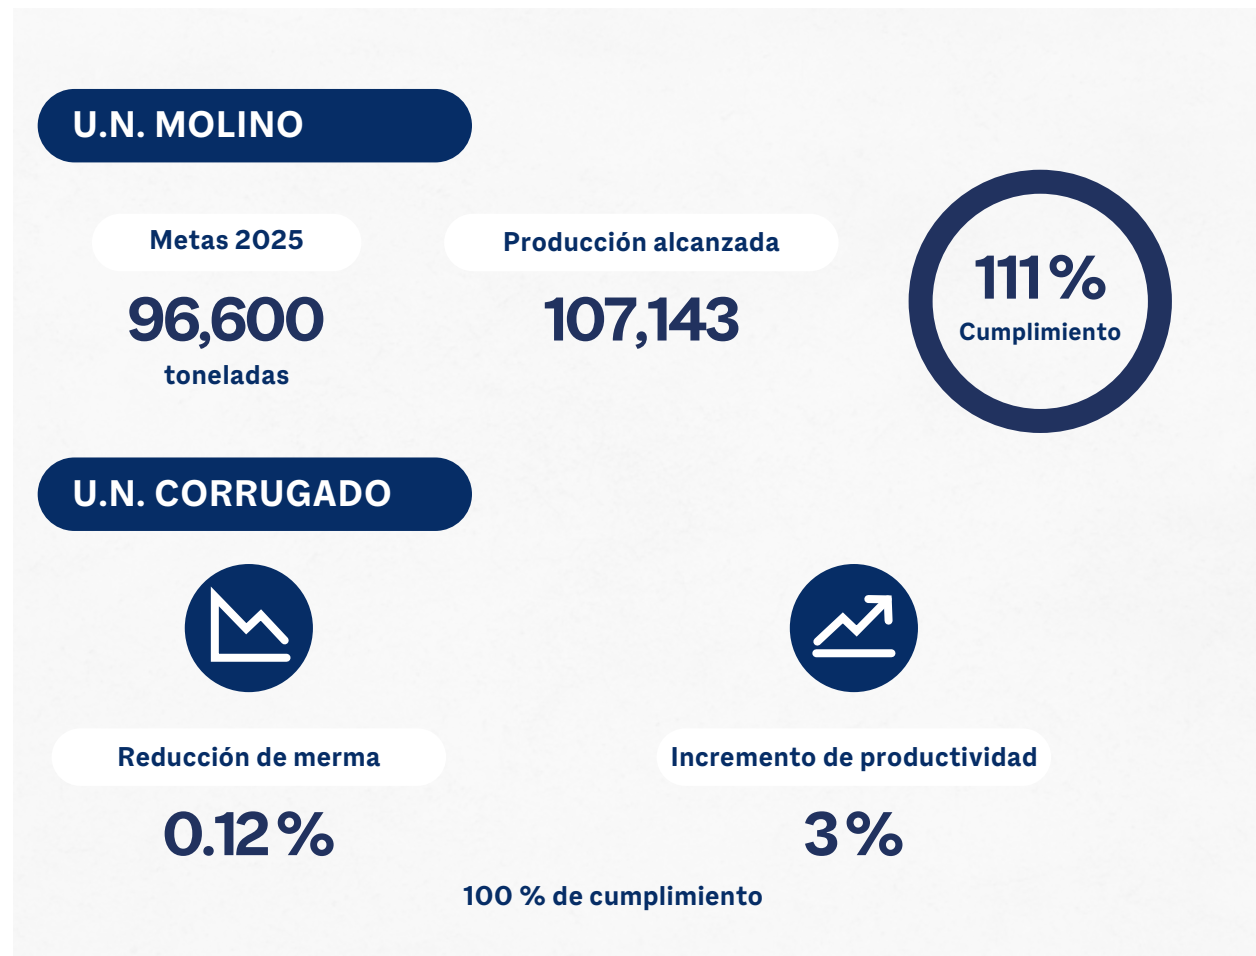 U.N. MOLINO
Metas 2025
Producción alcanzada
96,600
107,143
toneladas
111 %
Cumplimiento
U.N. CORRUGADO
Reducción de merma
Incremento de productividad
0.12 %
3 %
100 % de cumplimiento